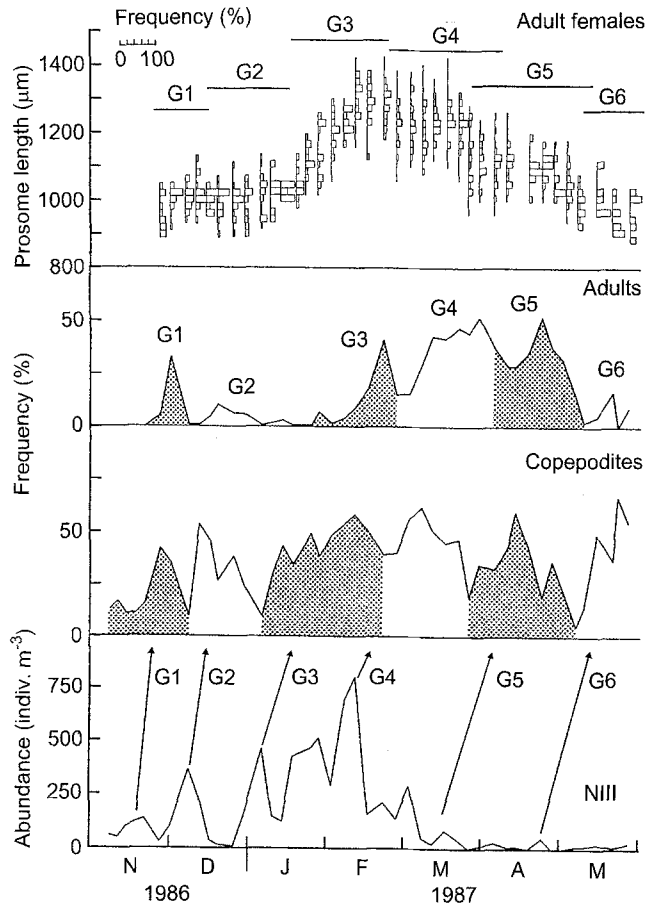 Frequency (%)
0 100
Adult females
G1
G2
G3
G4
G5
G6
Prosome length (µm)
1400
1200
1000
800
Adults
G1
G2
G3
G4
G5
G6
50
0
Frequency (%)
Copepodites
50
0
G1
G2
G3
G4
G5
G6
Abundance (indiv. m-3)
750
500
250
0
NIII
N D J F M A M
1986 1987